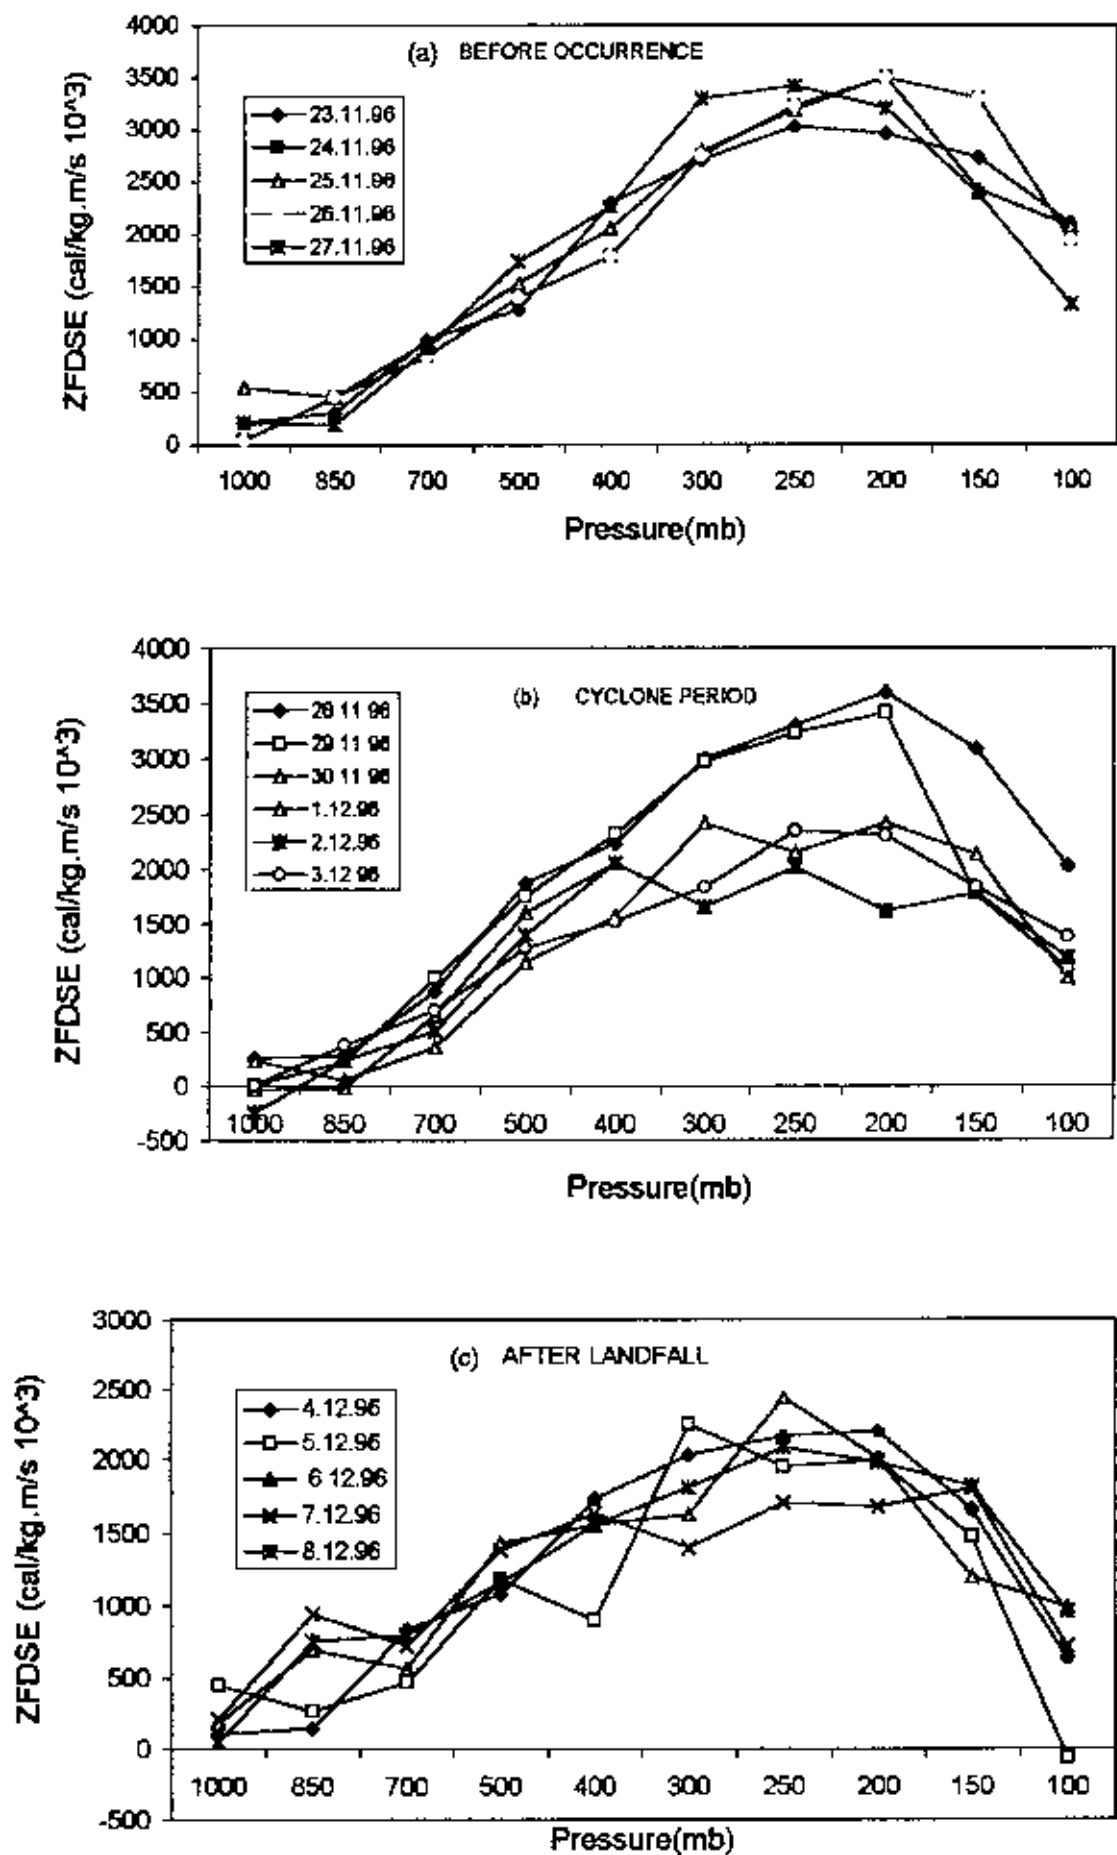 (a) BEFORE OCCURRENCE
ZFDSE (cal/kg.m/s 10^3)
4000
3500
3000
2500
2000
1500
1000
500
0
23.11.96
24.11.96
25.11.96
26.11.96
27.11.96
1000 850 700 500 400 300 250 200 150 100
Pressure(mb)
(b) CYCLONE PERIOD
ZFDSE (cal/kg.m/s 10^3)
4000
3500
3000
2500
2000
1500
1000
500
0
-500
28 11 96
29 11 96
30 11 96
1.12.96
2.12.96
3.12 96
1000 850 700 500 400 300 250 200 150 100
Pressure(mb)
(c) AFTER LANDFALL
ZFDSE (cal/kg.m/s 10^3)
3000
2500
2000
1500
1000
500
0
-500
4.12.96
5.12.96
6 12.96
7.12.96
8.12.96
1000 850 700 500 400 300 250 200 150 100
Pressure(mb)